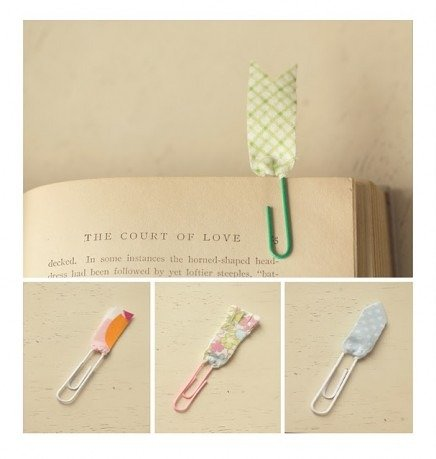 THE COURT OF LOVE
decked. In some instances the horned-shaped head-
dress had been followed by yet loftier steeples, "bat-